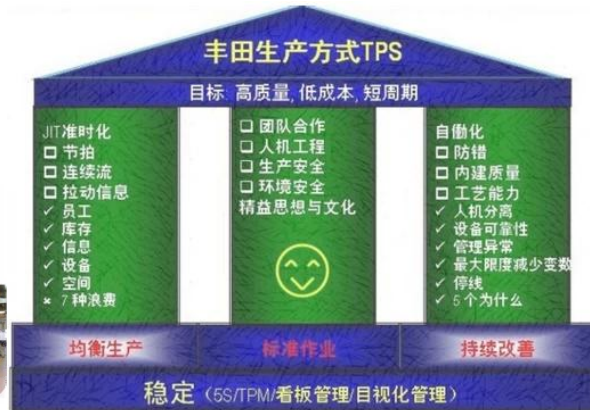 丰田生产方式TPS
目标: 高质量, 低成本, 短周期
JIT准时化
□ 节拍
□ 连续流
□ 拉动信息
✓ 员工
✓ 库存
✓ 信息
✓ 设备
✓ 空间
× 7种浪费
□ 团队合作
□ 人机工程
□ 生产安全
□ 环境安全
精益思想与文化
自働化
□ 防错
□ 内建质量
□ 工艺能力
✓ 人机分离
✓ 设备可靠性
✓ 管理异常
✓ 最大限度减少变数
✓ 停线
✓ 5个为什么
均衡生产
标准作业
持续改善
稳定（5S/TPM/看板管理/目视化管理）